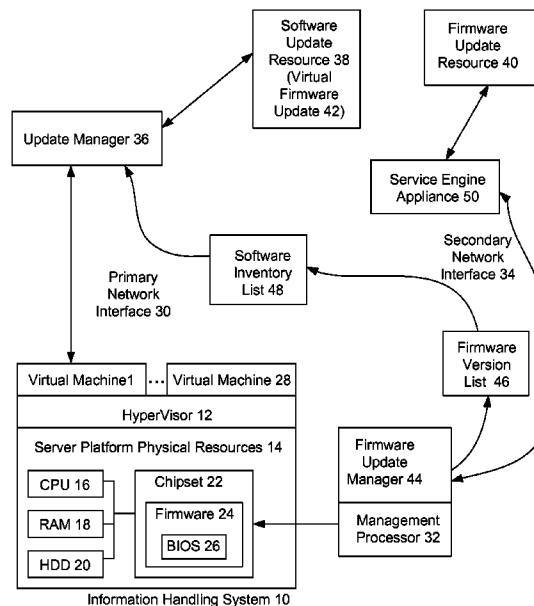 Software
Update
Resource 38
(Virtual
Firmware
Update 42)
Firmware
Update
Resource 40
Update Manager 36
Service Engine
Appliance 50
Secondary
Network
Interface 34
Software
Inventory
List 48
Primary
Network
Interface 30
Firmware
Version
List 46
Virtual Machine1 ... Virtual Machine 28
HyperVisor 12
Server Platform Physical Resources 14
CPU 16
RAM 18
HDD 20
Chipset 22
Firmware 24
BIOS 26
Firmware
Update
Manager 44
Management
Processor 32
Information Handling System 10